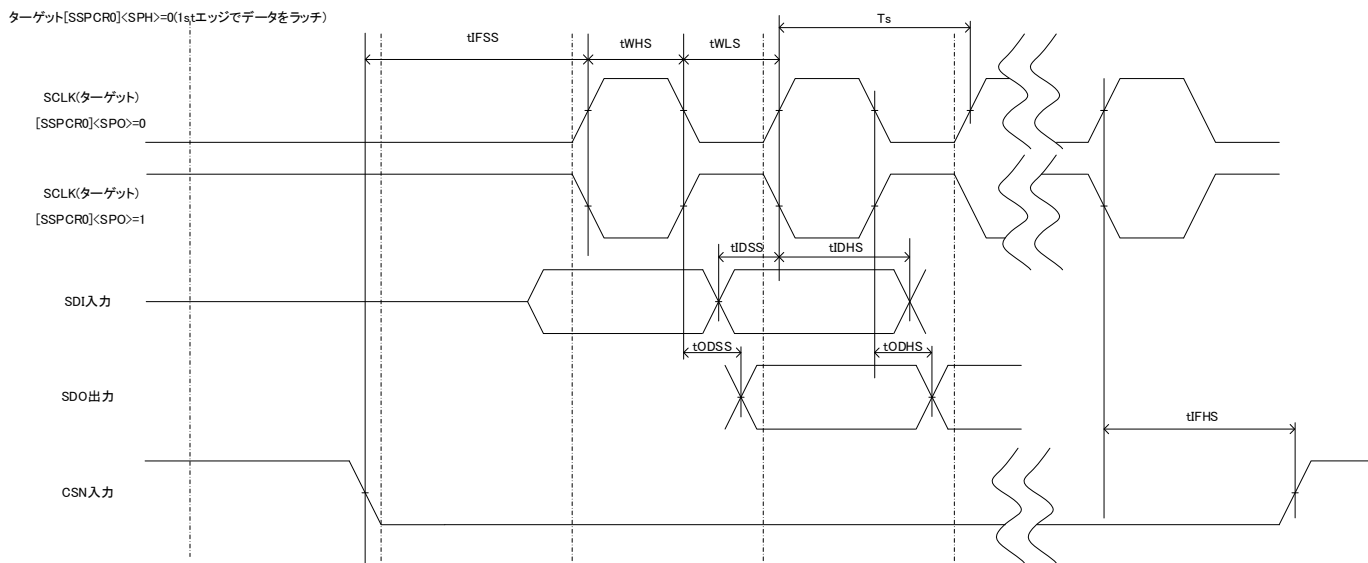 ターゲット[SSPCR0]<SPH>=0(1stエッジでデータをラッチ)
tIFSS
tWHS
tWLS
Ts
SCLK(ターゲット)
[SSPCR0]<SPO>=0
SCLK(ターゲット)
[SSPCR0]<SPO>=1
tIDSS
tIDHS
SDI入力
tODSS
tODHS
SDO出力
tIFHS
CSN入力